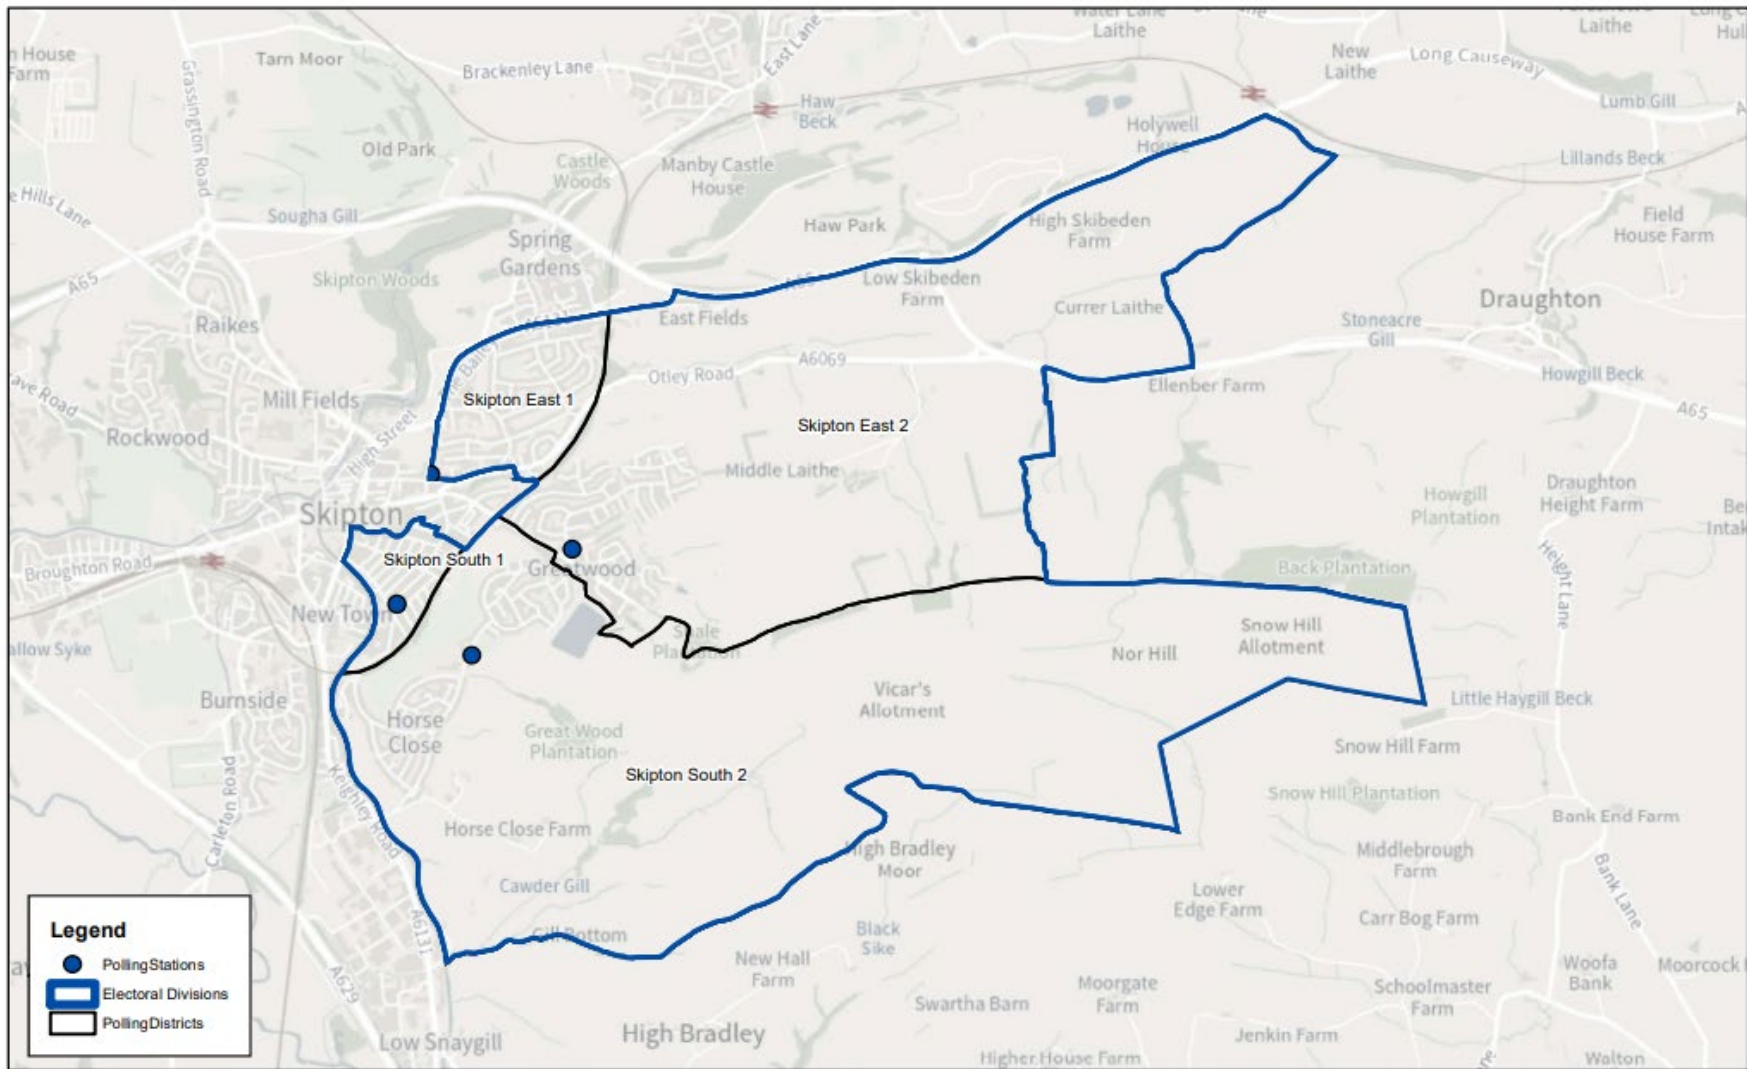 Water Lane
Laithe
Laithe
n House
Farm
Tarn Moor
Brackenley Lane
East Lane
New
Laithe
Long Causeway
Haw
Beck
Lumb Gill
Grassington Road
Holywell
House
Old Park
Castle
Woods
Manby Castle
House
Lillands Beck
e Hills Lane
Sougha Gill
Haw Park
High Skibeden
Farm
Field
House Farm
Spring
Gardens
A65
Skipton Woods
A65
Low Skibeden
Farm
Currer Laithe
Draughton
Raikes
A6131
East Fields
Stoneacre
Gill
The Bailey
Otley Road
A6069
Ellenber Farm
Howgill Beck
ave Road
Mill Fields
Skipton East 1
A65
Rockwood
High Street
Skipton East 2
Middle Laithe
Draughton
Height Farm
Howgill
Plantation
Skipton
Skipton South 1
Broughton Road
Greatwood
Back Plantation
Height Lane
New Town
Snow Hill
Allotment
allow Syke
Nor Hill
Burnside
Vicar's
Allotment
Little Haygill Beck
Horse
Close
Great Wood
Plantation
Snow Hill Farm
Skipton South 2
Keighley Road
Carleton Road
Snow Hill Plantation
Horse Close Farm
Bank End Farm
High Bradley
Moor
Middlebrough
Farm
Cawder Gill
Lower
Edge Farm
Bank Lane
Carr Bog Farm
Gill Bottom
A6131
Black
Sike
New Hall
Farm
Woofa
Bank
Moorcock
A629
Moorgate
Farm
Schoolmaster
Farm
Swartha Barn
Low Snaygill
High Bradley
Jenkin Farm
Higher House Farm
Walton
Legend
PollingStations
Electoral Divisions
PollingDistricts